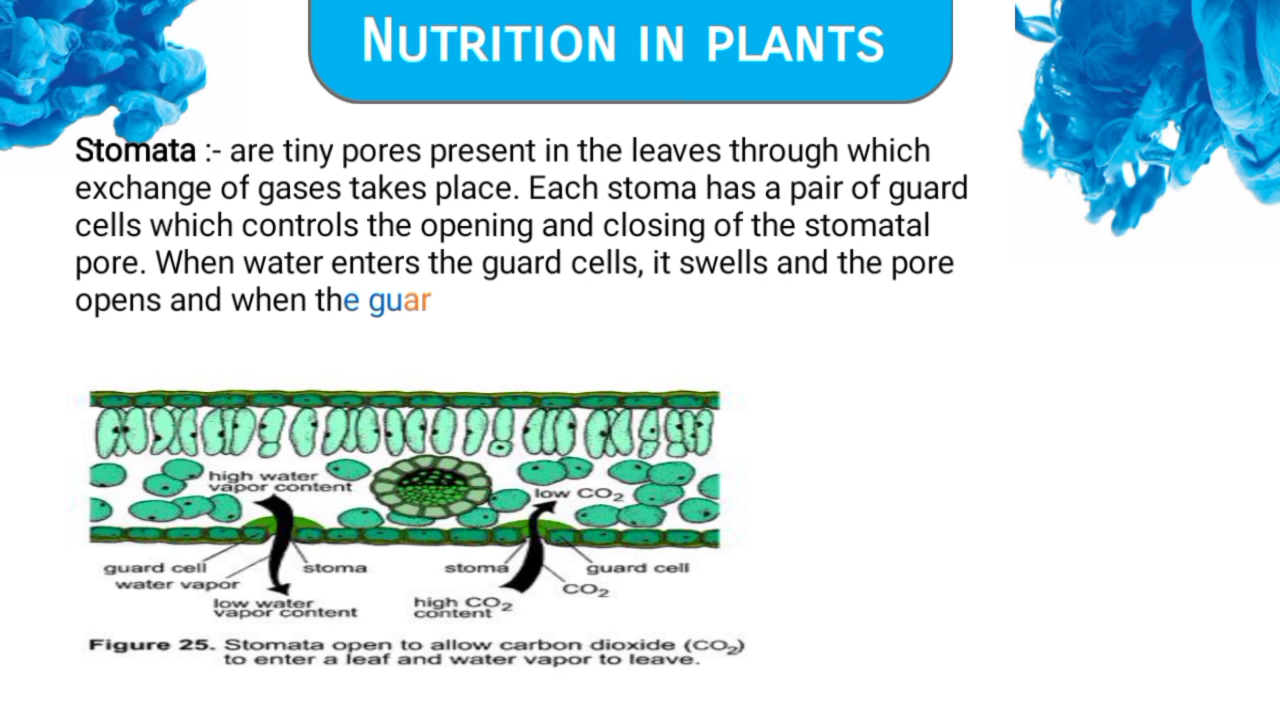 NUTRITION IN PLANTS
Stomata :- are tiny pores present in the leaves through which
exchange of gases takes place. Each stoma has a pair of guard
cells which controls the opening and closing of the stomatal
pore. When water enters the guard cells, it swells and the pore
opens and when the guar
high water
vapor content
low CO₂
guard cell
stoma
stoma
guard cell
water vapor
CO₂
low water
vapor content
high CO₂
content
Figure 25. Stomata open to allow carbon dioxide (CO₂)
to enter a leaf and water vapor to leave.